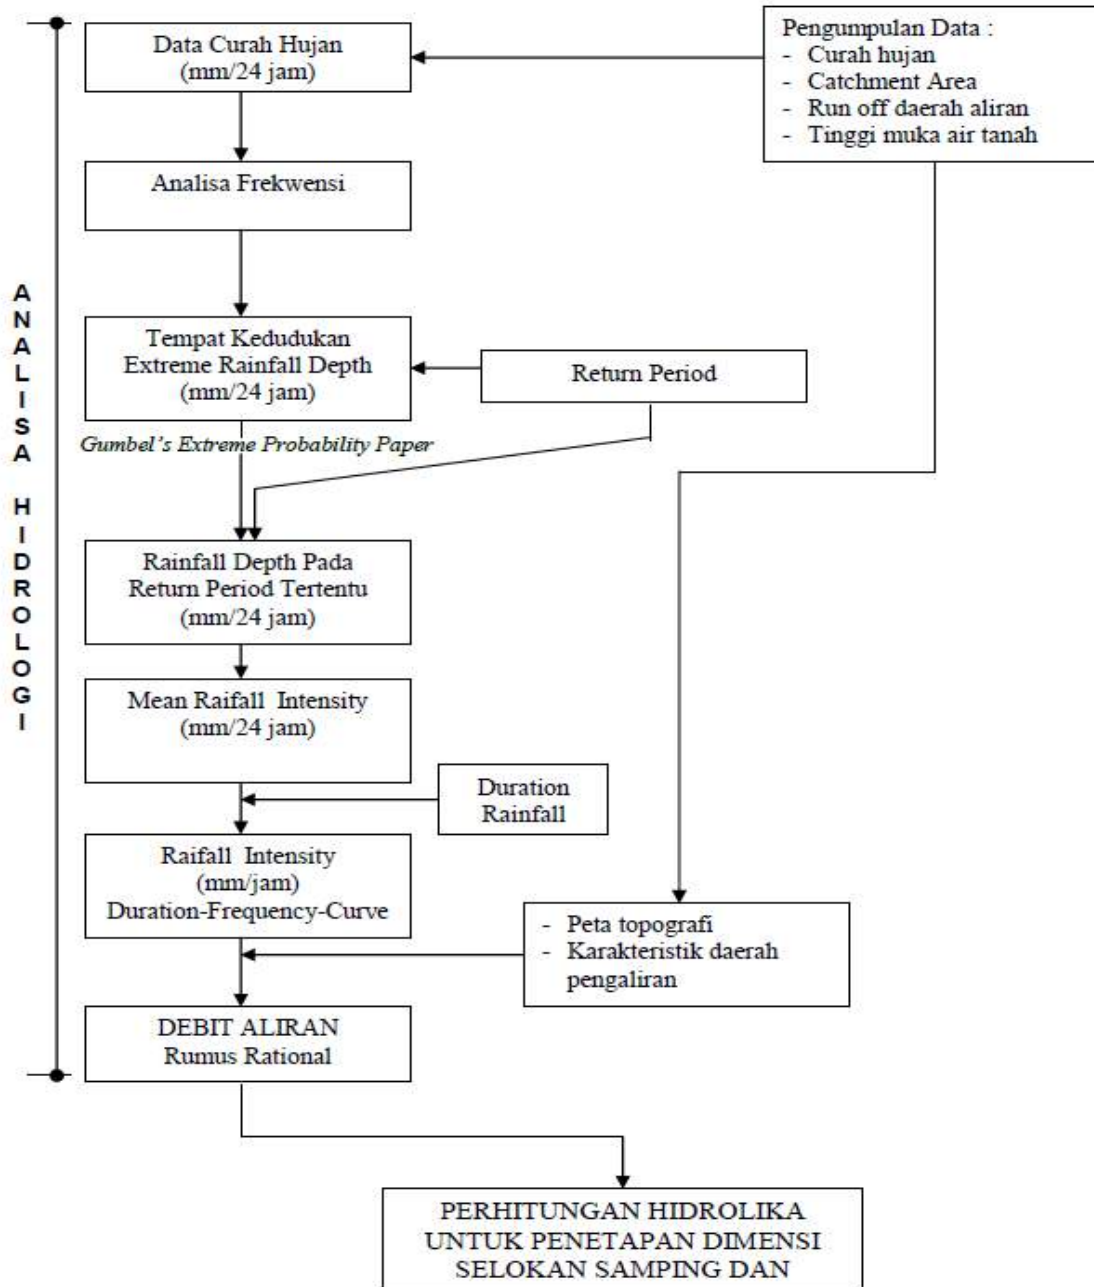 Data Curah Hujan
(mm/24 jam)
Pengumpulan Data :
- Curah hujan
- Catchment Area
- Run off daerah aliran
- Tinggi muka air tanah
Analisa Frekwensi
ANALISA HIDROLOGI
Tempat Kedudukan
Extreme Rainfall Depth
(mm/24 jam)
Return Period
Gumbel's Extreme Probability Paper
Rainfall Depth Pada
Return Period Tertentu
(mm/24 jam)
Mean Raifall Intensity
(mm/24 jam)
Duration
Rainfall
Raifall Intensity
(mm/jam)
Duration-Frequency-Curve
- Peta topografi
- Karakteristik daerah
pengaliran
DEBIT ALIRAN
Rumus Rational
PERHITUNGAN HIDROLIKA
UNTUK PENETAPAN DIMENSI
SELOKAN SAMPING DAN